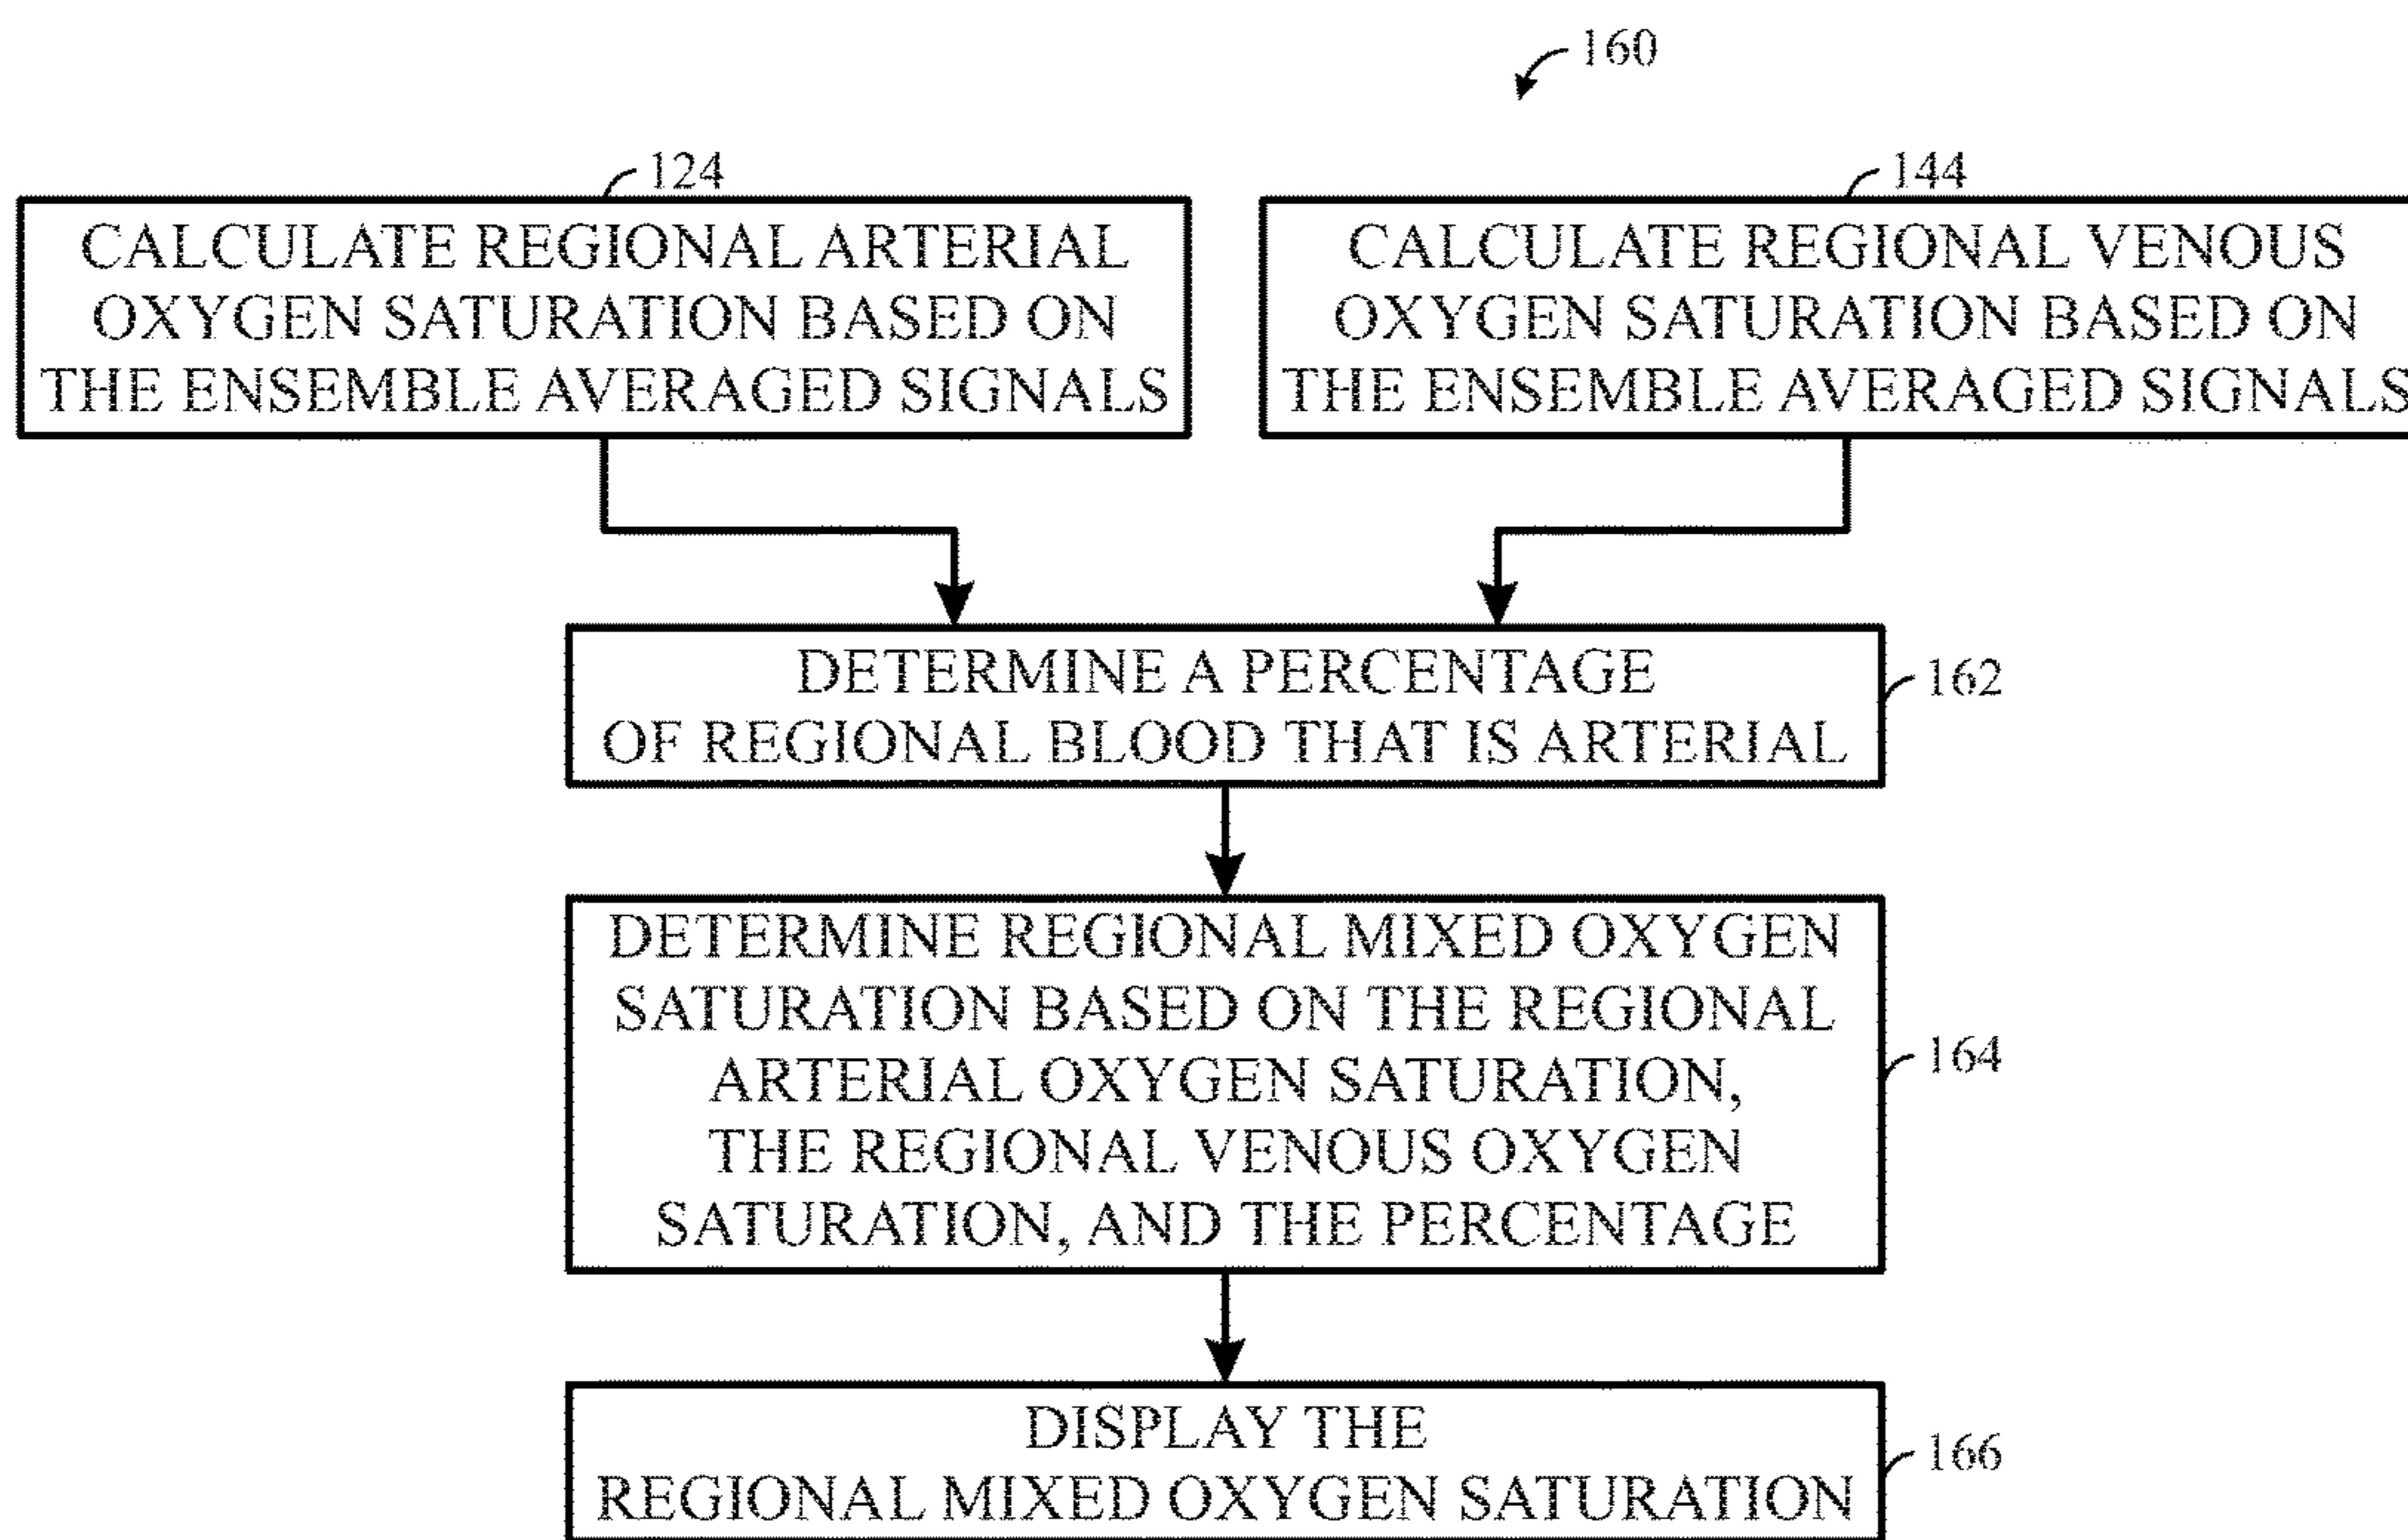 160
124
CALCULATE REGIONAL ARTERIAL
OXYGEN SATURATION BASED ON
THE ENSEMBLE AVERAGED SIGNALS
144
CALCULATE REGIONAL VENOUS
OXYGEN SATURATION BASED ON
THE ENSEMBLE AVERAGED SIGNALS
DETERMINE A PERCENTAGE
OF REGIONAL BLOOD THAT IS ARTERIAL
162
DETERMINE REGIONAL MIXED OXYGEN
SATURATION BASED ON THE REGIONAL
ARTERIAL OXYGEN SATURATION,
THE REGIONAL VENOUS OXYGEN
SATURATION, AND THE PERCENTAGE
164
DISPLAY THE
REGIONAL MIXED OXYGEN SATURATION
166